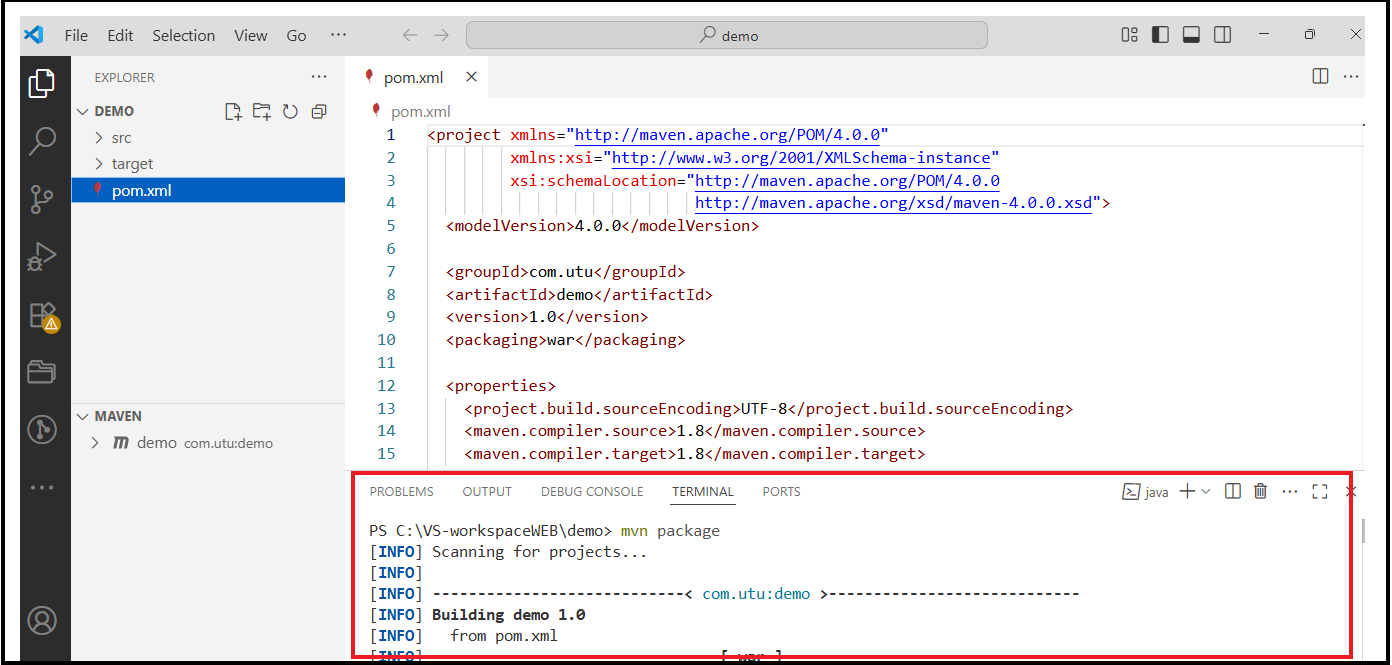 File Edit Selection View Go ···
demo
EXPLORER ···
DEMO
src
target
pom.xml
MAVEN
demo com.utu:demo
pom.xml
pom.xml
1 <project xmlns="http://maven.apache.org/POM/4.0.0"
2 xmlns:xsi="http://www.w3.org/2001/XMLSchema-instance"
3 xsi:schemaLocation="http://maven.apache.org/POM/4.0.0
4 http://maven.apache.org/xsd/maven-4.0.0.xsd">
5 <modelVersion>4.0.0</modelVersion>
6
7 <groupId>com.utu</groupId>
8 <artifactId>demo</artifactId>
9 <version>1.0</version>
10 <packaging>war</packaging>
11
12 <properties>
13 <project.build.sourceEncoding>UTF-8</project.build.sourceEncoding>
14 <maven.compiler.source>1.8</maven.compiler.source>
15 <maven.compiler.target>1.8</maven.compiler.target>
PROBLEMS OUTPUT DEBUG CONSOLE TERMINAL PORTS java
PS C:\VS-workspaceWEB\demo> mvn package
[INFO] Scanning for projects...
[INFO]
[INFO] ----------------------------< com.utu:demo >----------------------------
[INFO] Building demo 1.0
[INFO] from pom.xml
[INFO] [ war ]